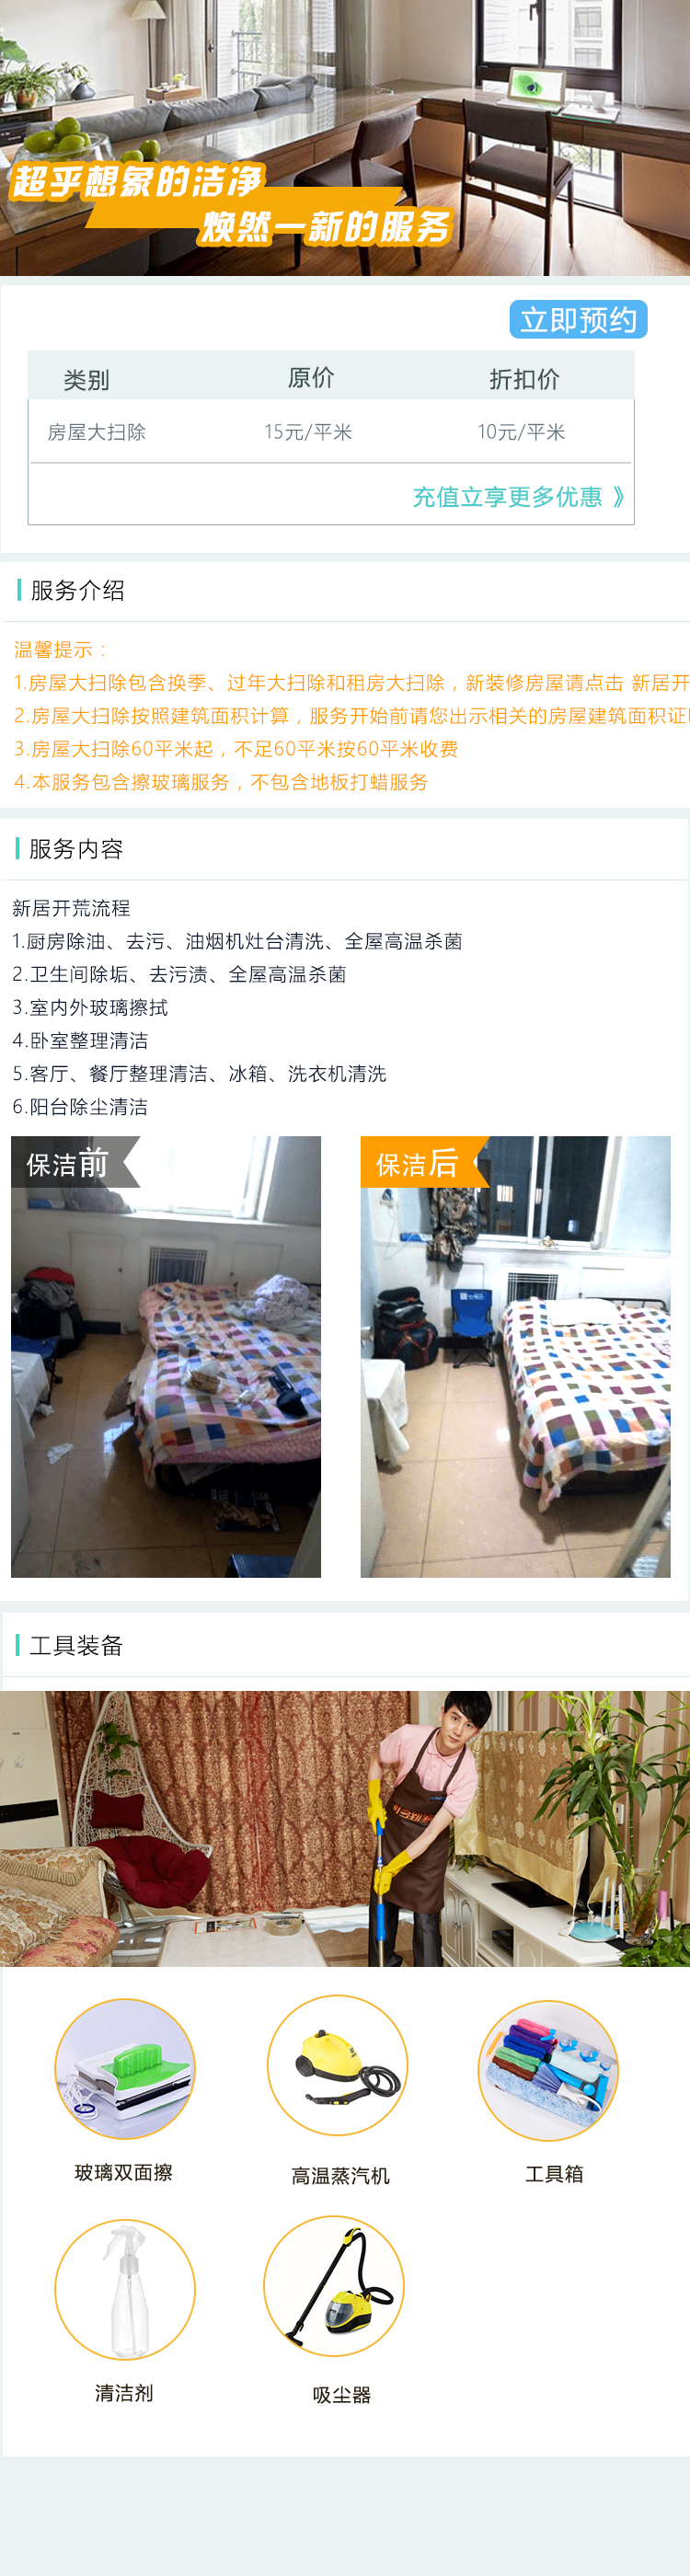 超乎想象的洁净
焕然一新的服务
立即预约
类别 原价 折扣价
房屋大扫除 15元/平米 10元/平米
充值立享更多优惠 》
服务介绍
温馨提示：
1.房屋大扫除包含换季、过年大扫除和租房大扫除，新装修房屋请点击 新居开
2.房屋大扫除按照建筑面积计算，服务开始前请您出示相关的房屋建筑面积证
3.房屋大扫除60平米起，不足60平米按60平米收费
4.本服务包含擦玻璃服务，不包含地板打蜡服务
服务内容
新居开荒流程
1.厨房除油、去污、油烟机灶台清洗、全屋高温杀菌
2.卫生间除垢、去污渍、全屋高温杀菌
3.室内外玻璃擦拭
4.卧室整理清洁
5.客厅、餐厅整理清洁、冰箱、洗衣机清洗
6.阳台除尘清洁
保洁前 保洁后
工具装备
玻璃双面擦 高温蒸汽机 工具箱
清洁剂 吸尘器